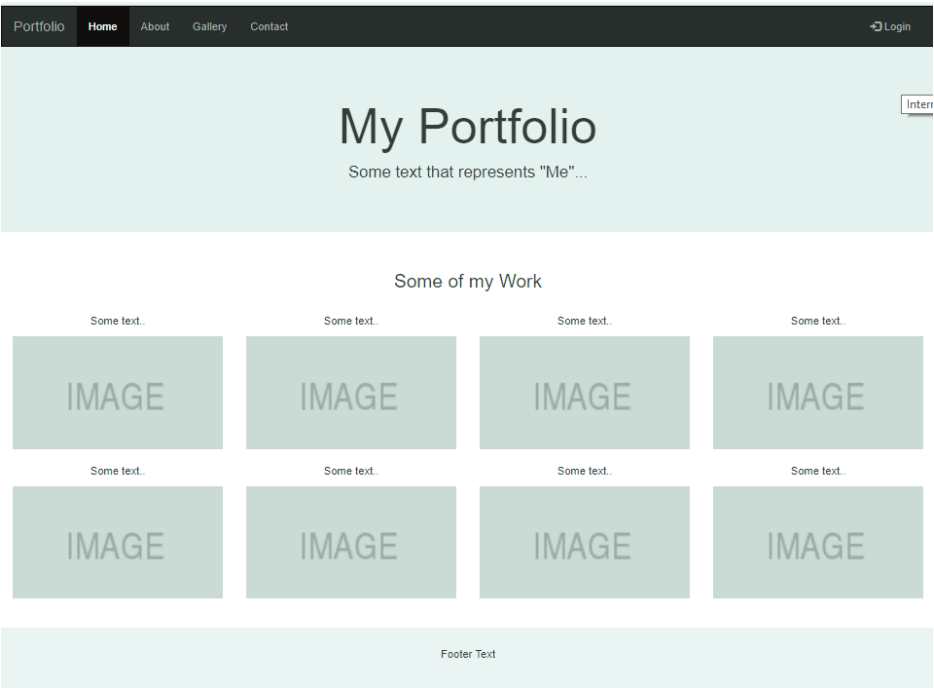 Portfolio Home About Gallery Contact Login
My Portfolio
Some text that represents "Me"...
Some of my Work
Some text.. Some text.. Some text.. Some text..
IMAGE IMAGE IMAGE IMAGE
Some text.. Some text.. Some text.. Some text..
IMAGE IMAGE IMAGE IMAGE
Footer Text